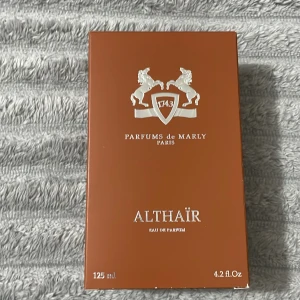 1743
PARFUMS de MARLY
PARIS
ALTHAÏR
EAU DE PARFUM
125 ml 4.2 fl.Oz